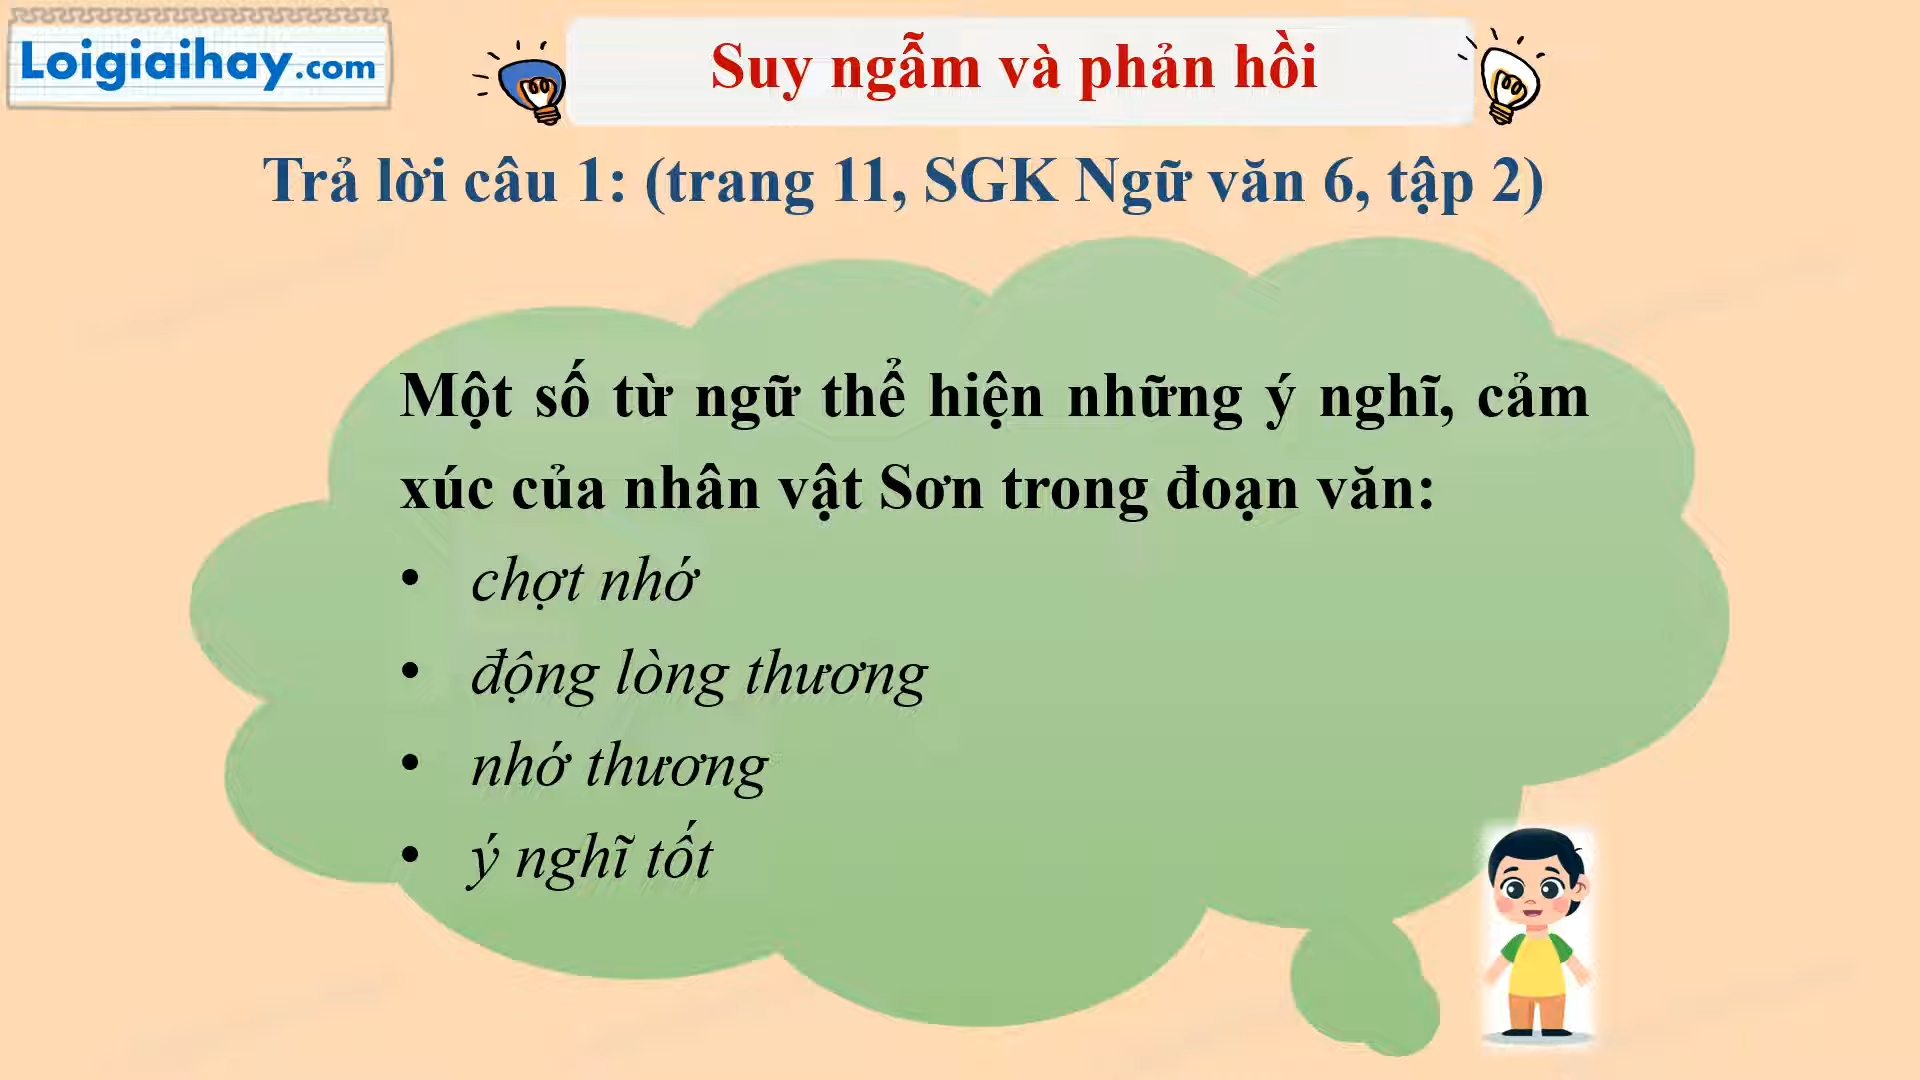 Loigiaihay.com
Suy ngẫm và phản hồi
Trả lời câu 1: (trang 11, SGK Ngữ văn 6, tập 2)
Một số từ ngữ thể hiện những ý nghĩ, cảm
xúc của nhân vật Sơn trong đoạn văn:
• chợt nhớ
• động lòng thương
• nhớ thương
• ý nghĩ tốt